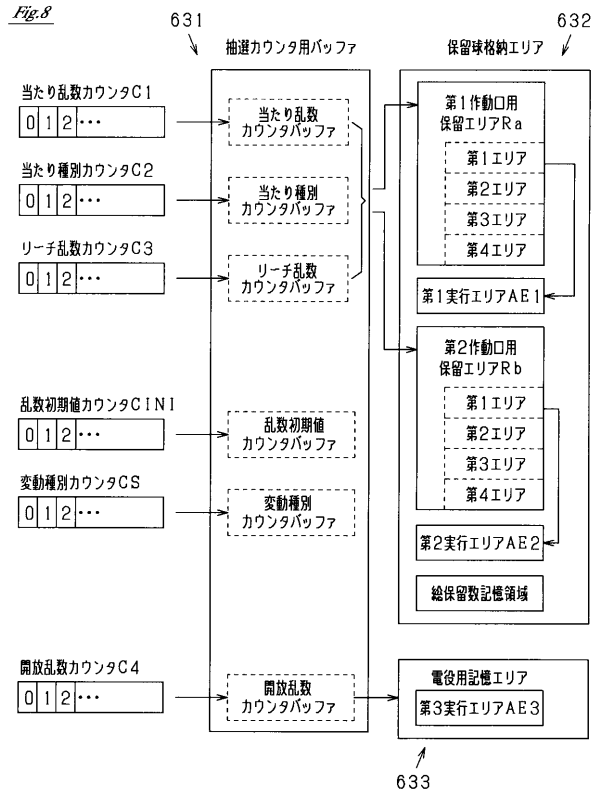 Fig.8
631
632
抽選カウンタ用バッファ
保留球格納エリア
当たり乱数カウンタC1
0 1 2 ・・・
当たり乱数
カウンタバッファ
当たり種別カウンタC2
0 1 2 ・・・
当たり種別
カウンタバッファ
リーチ乱数カウンタC3
0 1 2 ・・・
リーチ乱数
カウンタバッファ
第1作動口用
保留エリアRa
第1エリア
第2エリア
第3エリア
第4エリア
第1実行エリアAE1
第2作動口用
保留エリアRb
第1エリア
第2エリア
第3エリア
第4エリア
第2実行エリアAE2
総保留数記憶領域
乱数初期値カウンタCINI
0 1 2 ・・・
乱数初期値
カウンタバッファ
変動種別カウンタCS
0 1 2 ・・・
変動種別
カウンタバッファ
開放乱数カウンタC4
0 1 2 ・・・
開放乱数
カウンタバッファ
電役用記憶エリア
第3実行エリアAE3
633